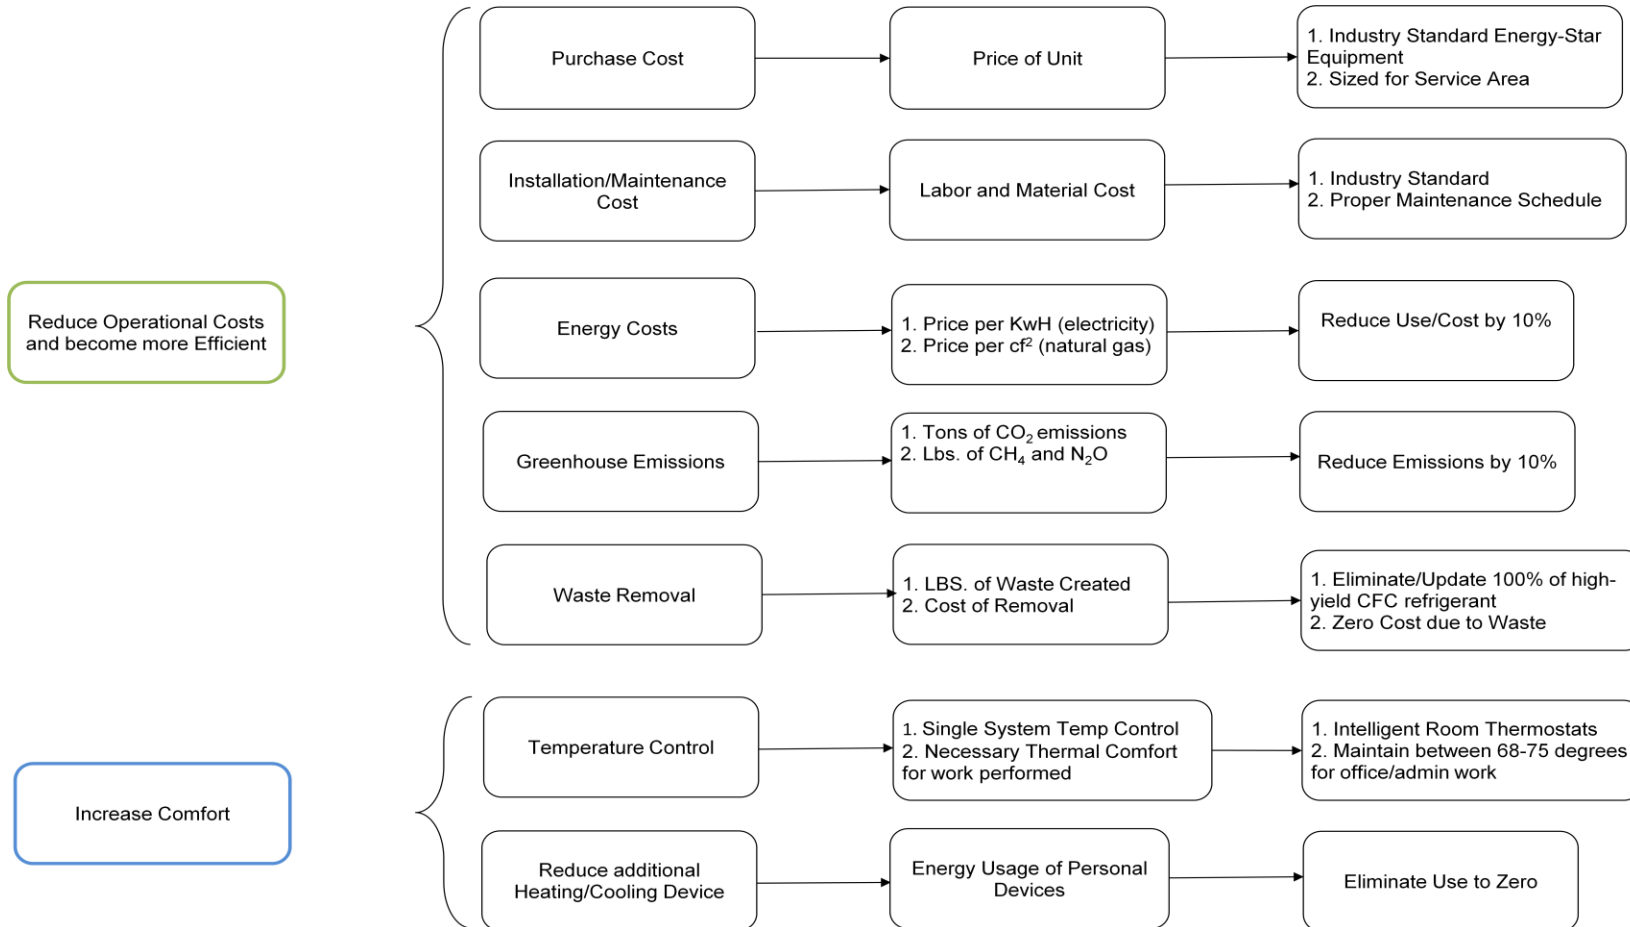 Purchase Cost
Price of Unit
1. Industry Standard Energy-Star
Equipment
2. Sized for Service Area
Installation/Maintenance
Cost
Labor and Material Cost
1. Industry Standard
2. Proper Maintenance Schedule
Reduce Operational Costs
and become more Efficient
Energy Costs
1. Price per KwH (electricity)
2. Price per cf² (natural gas)
Reduce Use/Cost by 10%
Greenhouse Emissions
1. Tons of CO₂ emissions
2. Lbs. of CH₄ and N₂O
Reduce Emissions by 10%
Waste Removal
1. LBS. of Waste Created
2. Cost of Removal
1. Eliminate/Update 100% of high-
yield CFC refrigerant
2. Zero Cost due to Waste
Increase Comfort
Temperature Control
1. Single System Temp Control
2. Necessary Thermal Comfort
for work performed
1. Intelligent Room Thermostats
2. Maintain between 68-75 degrees
for office/admin work
Reduce additional
Heating/Cooling Device
Energy Usage of Personal
Devices
Eliminate Use to Zero